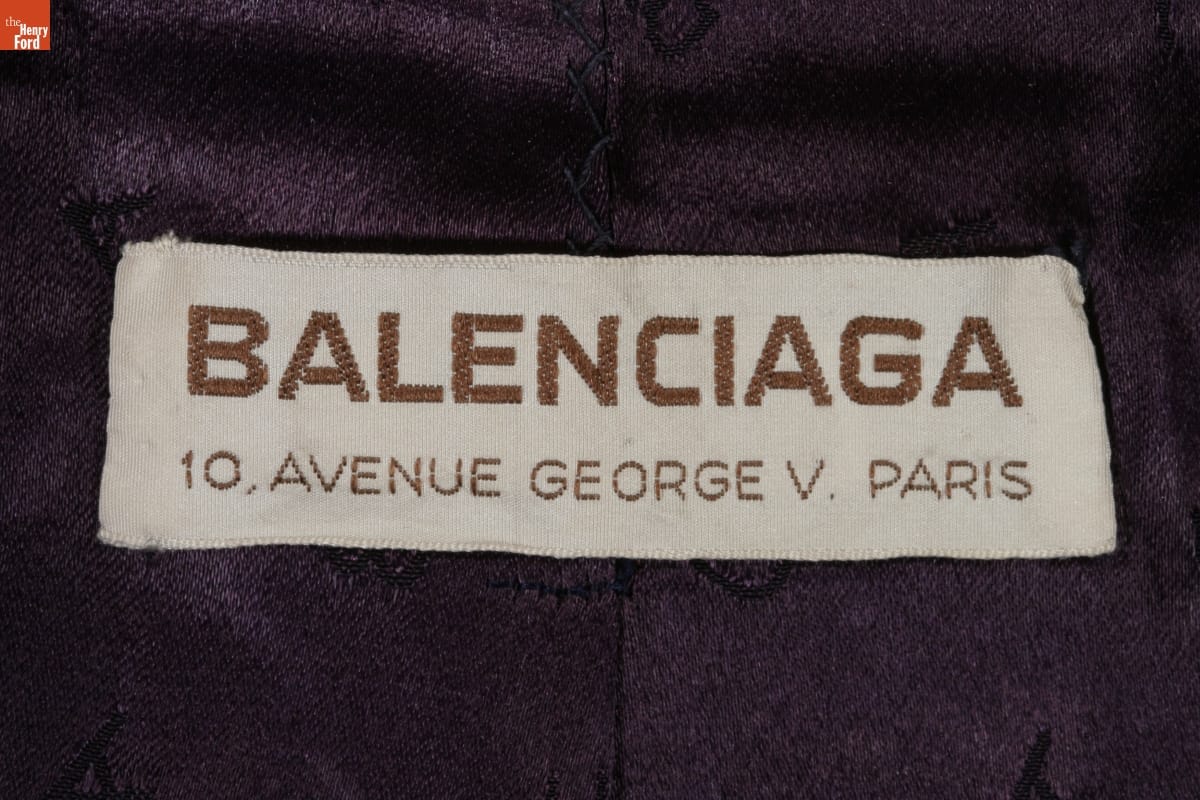 the
Henry
Ford
BALENCIAGA
10, AVENUE GEORGE V. PARIS